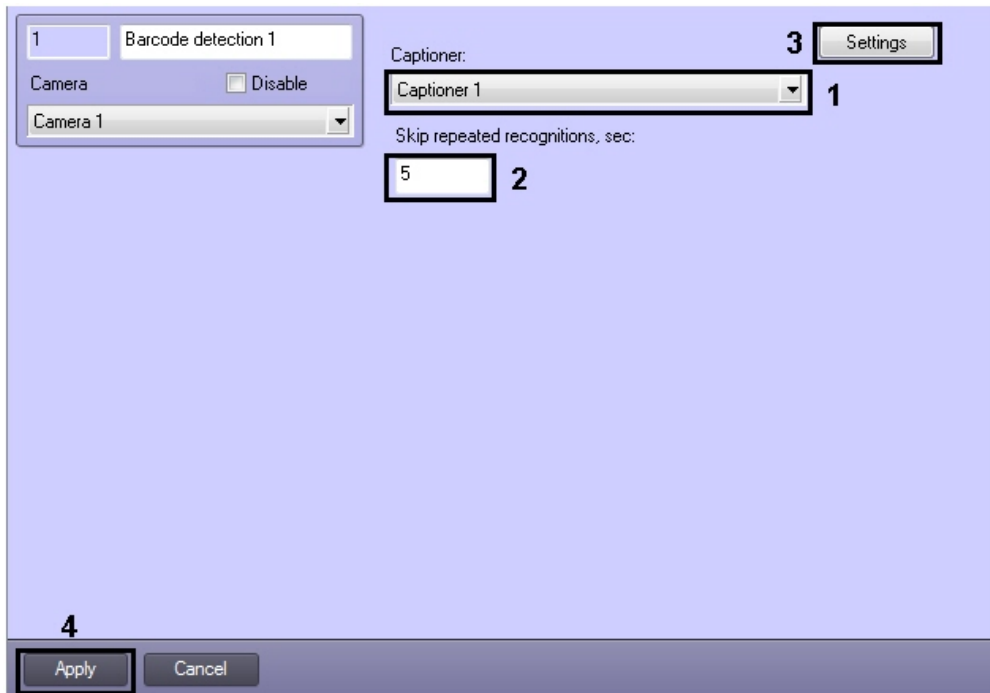 1
Barcode detection 1
Camera
Disable
Camera 1
Captioner:
Captioner 1
1
Skip repeated recognitions, sec:
5
2
3
Settings
4
Apply
Cancel